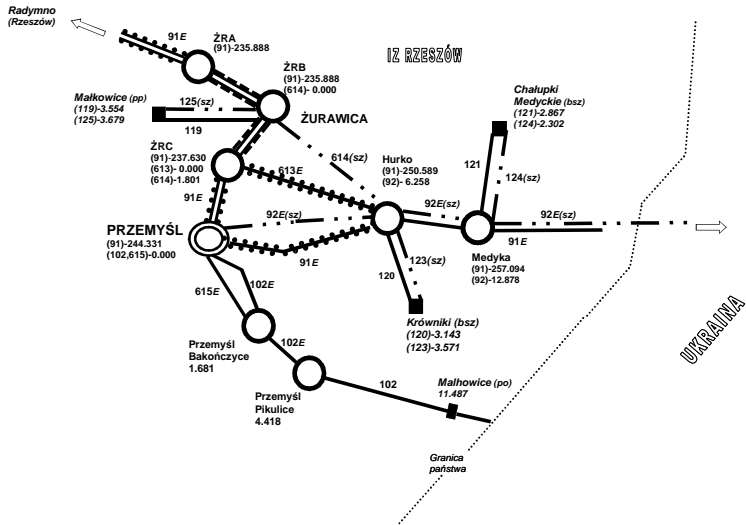 Radymno
(Rzeszów)
91E
ŻRA
(91)-235.888
IZ RZESZÓW
ŻRB
(91)-235.888
(614)- 0.000
Małkowice (pp)
(119)-3.554
(125)-3.679
125(sz)
119
ŻURAWICA
Chałupki
Medyckie (bsz)
(121)-2.867
(124)-2.302
ŻRC
(91)-237.630
(613)- 0.000
(614)-1.801
613E
614(sz)
Hurko
(91)-250.589
(92)- 6.258
121
124(sz)
91E
92E(sz)
92E(sz)
92E(sz)
91E
PRZEMYŚL
(91)-244.331
(102,615)-0.000
91E
Medyka
(91)-257.094
(92)-12.878
120
123(sz)
615E
102E
Krówniki (bsz)
(120)-3.143
(123)-3.571
UKRAINA
Przemyśl
Bakończyce
1.681
102E
Przemyśl
Pikulice
4.418
102
Malhowice (po)
11.487
Granica
państwa